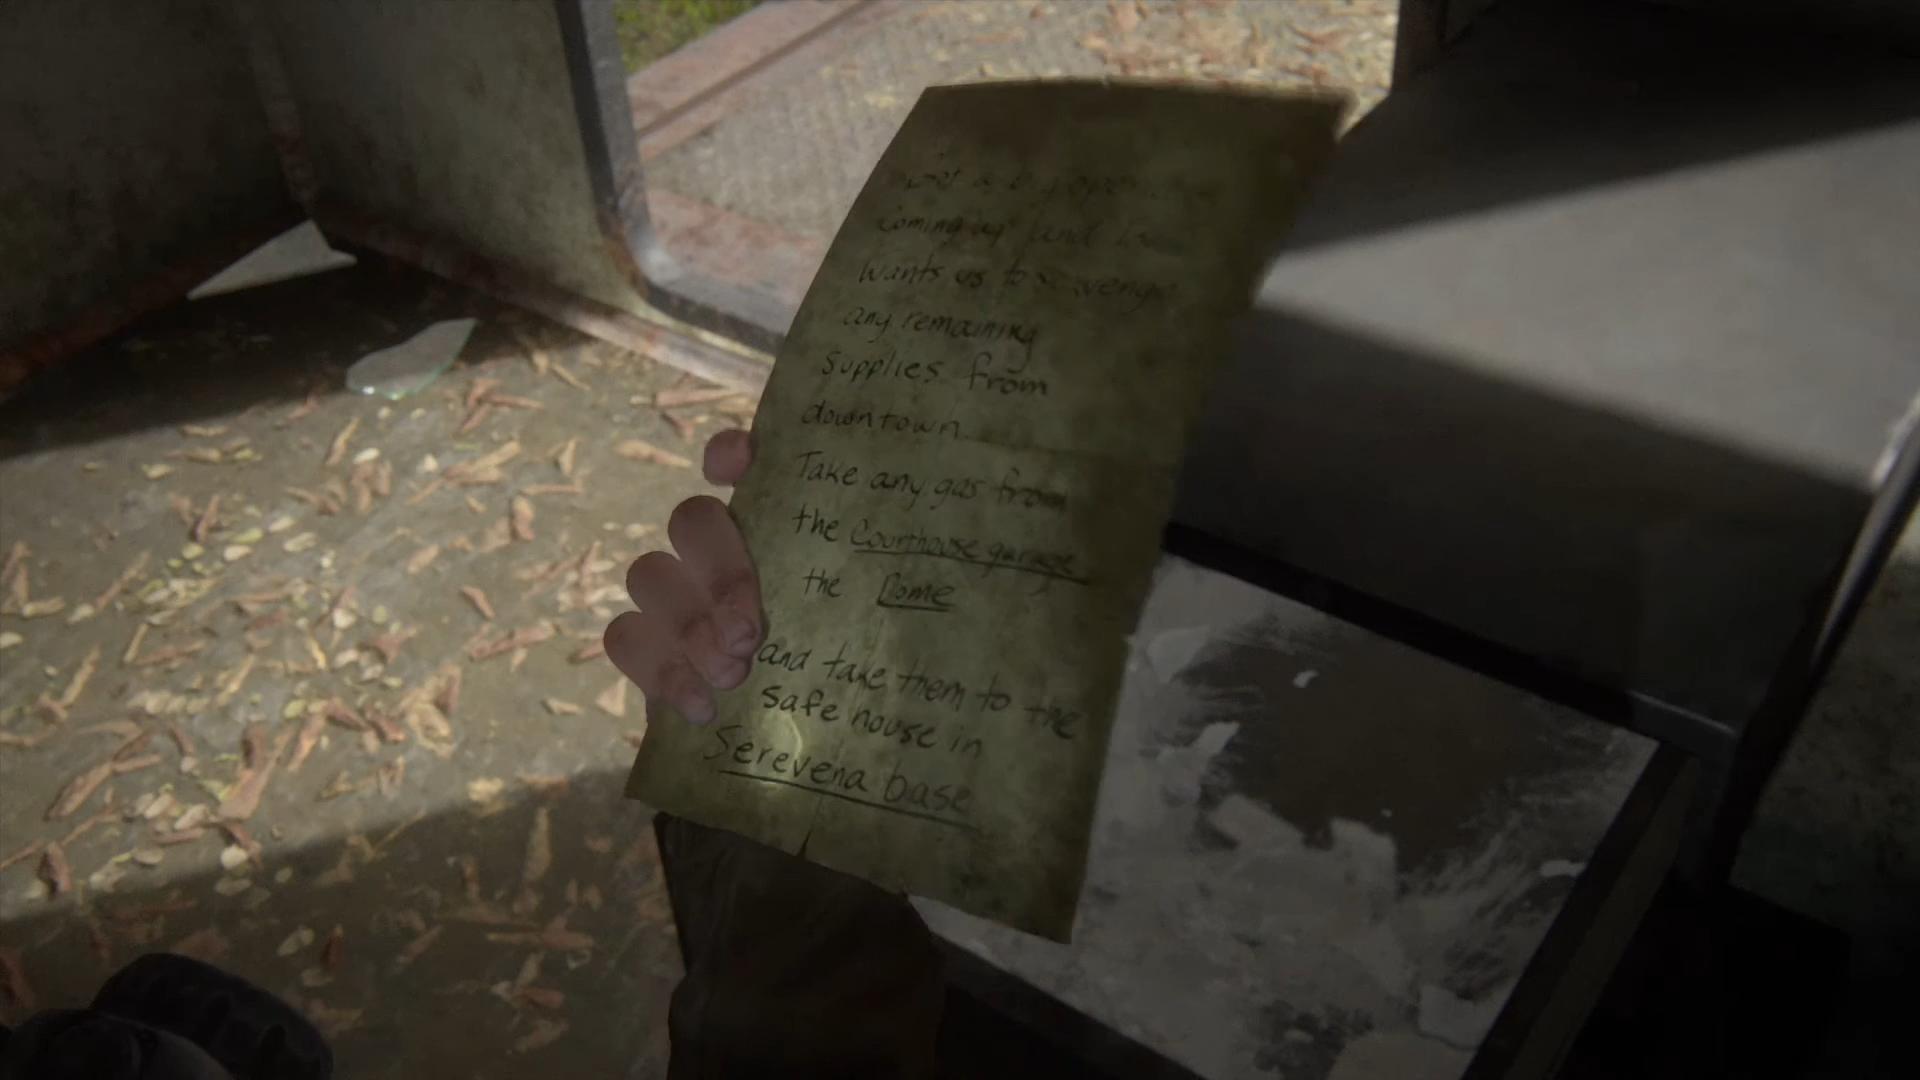 Got a
coming up and
wants us to
any remaining
supplies from
downtown.
Take any gas from
the Courthouse garage
the Dome
and take them to the
safe house in
Serevena base